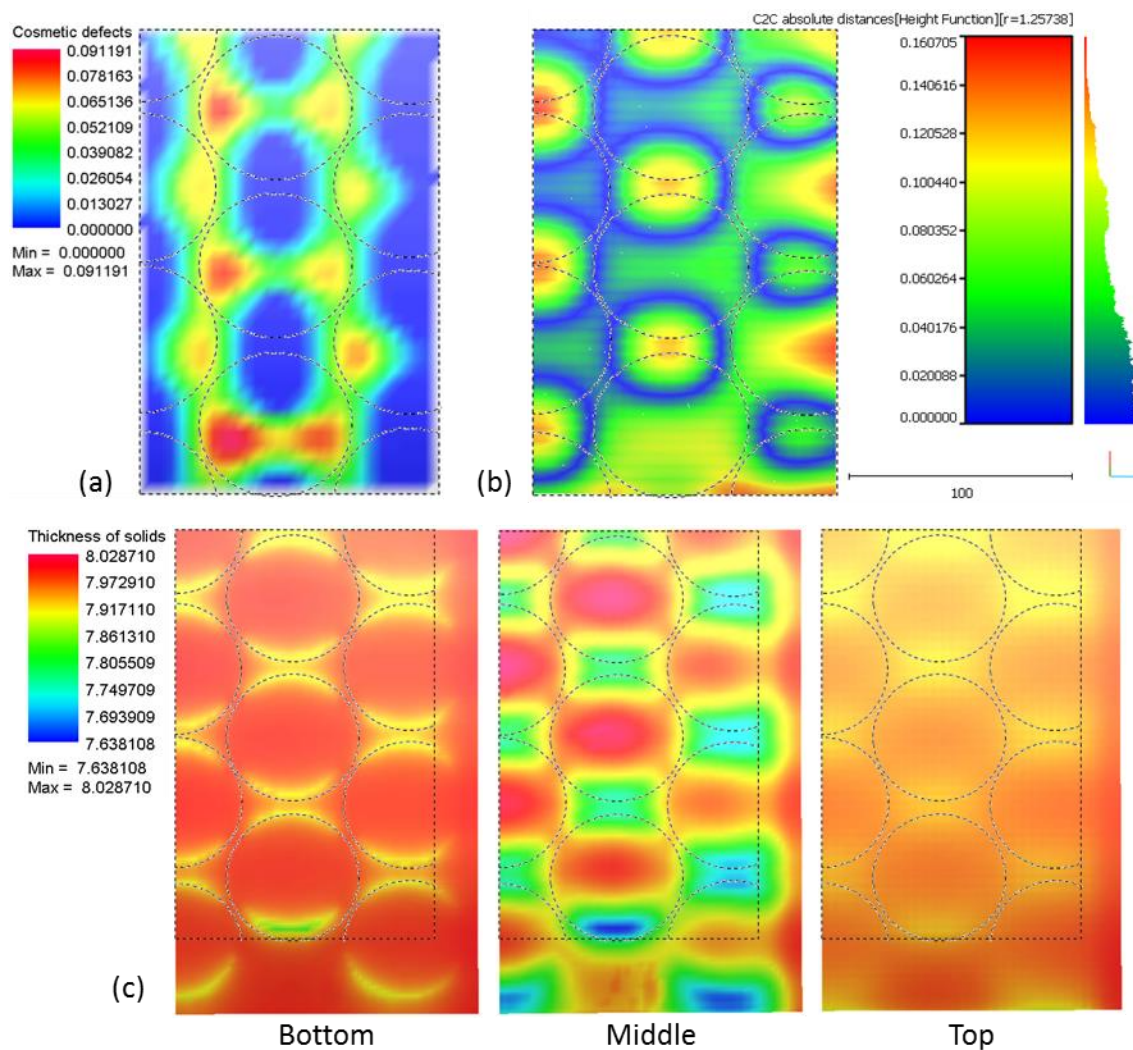 Cosmetic defects
0.091191
0.078163
0.065136
0.052109
0.039082
0.026054
0.013027
0.000000
Min = 0.000000
Max = 0.091191
(a)
(b)
C2C absolute distances[Height Function][r=1.25738]
0.160705
0.140616
0.120528
0.100440
0.080352
0.060264
0.040176
0.020088
0.000000
100
Thickness of solids
8.028710
7.972910
7.917110
7.861310
7.805509
7.749709
7.693909
7.638108
Min = 7.638108
Max = 8.028710
(c)
Bottom
Middle
Top